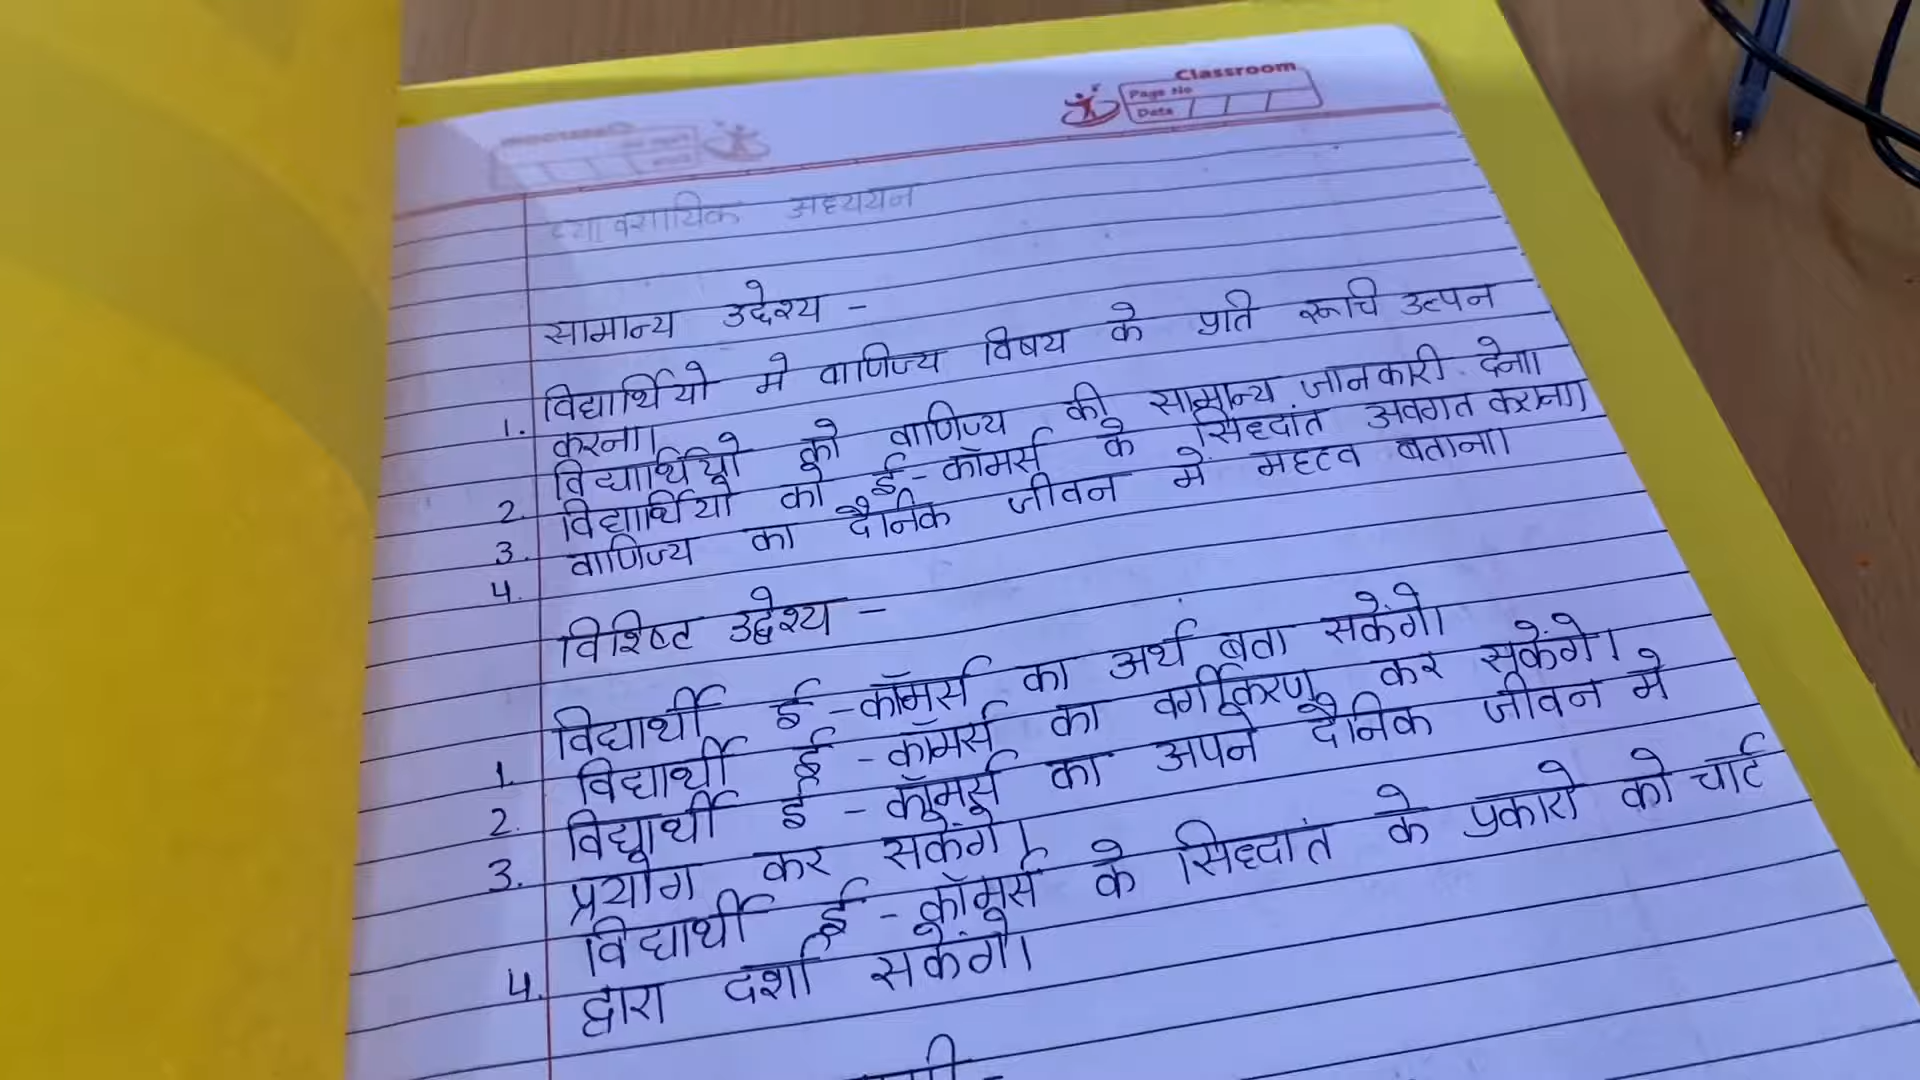 Classroom
Page No
Date
व्यावसायिक अध्ययन
सामान्य उद्देश्य -
1. विद्यार्थियो मे वाणिज्य विषय के प्रति रूचि उत्पन
करना।
2. विद्यार्थियो को वाणिज्य की सामान्य जानकारी देना।
3. विद्यार्थियो को ई-कॉमर्स के सिध्दांत अवगत कराना।
4. वाणिज्य का दैनिक जीवन में महत्व बताना।
विशिष्ट उद्देश्य -
1. विद्यार्थी ई-कॉमर्स का अर्थ बता सकेंगे।
2. विद्यार्थी ई-कॉमर्स का वर्गीकरण कर सकेंगे।
3. विद्यार्थी ई-कॉमर्स का अपने दैनिक जीवन मे
प्रयोग कर सकेंगे।
4. विद्यार्थी ई-कॉमर्स के सिध्दांत के प्रकारो को चार्ट
द्वारा दर्शा सकेंगे।